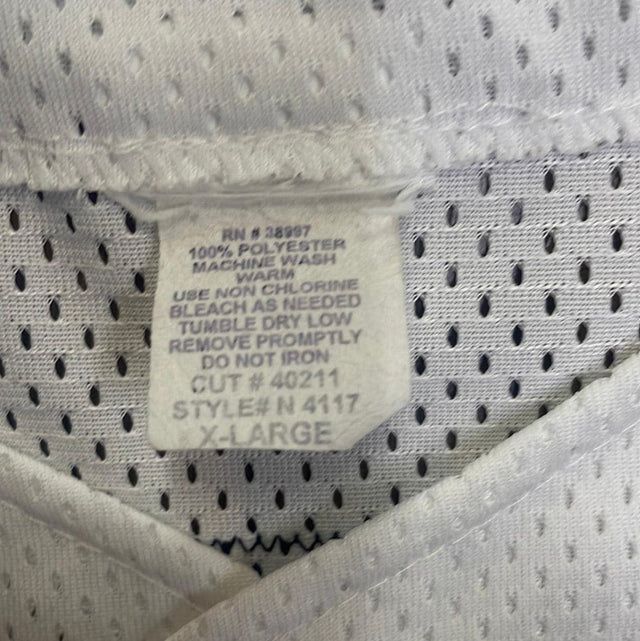 RN # 38997
100% POLYESTER
MACHINE WASH
WARM
USE NON CHLORINE
BLEACH AS NEEDED
TUMBLE DRY LOW
REMOVE PROMPTLY
DO NOT IRON
CUT # 40211
STYLE# N 4117
X-LARGE